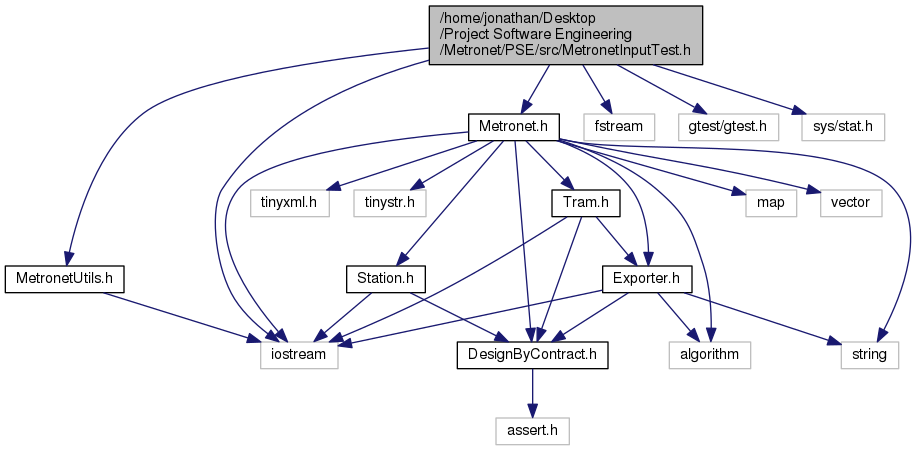 /home/jonathan/Desktop
/Project Software Engineering
/Metronet/PSE/src/MetronetInputTest.h
Metronet.h
fstream
gtest/gtest.h
sys/stat.h
tinyxml.h
tinystr.h
Tram.h
map
vector
MetronetUtils.h
Station.h
Exporter.h
iostream
DesignByContract.h
algorithm
string
assert.h